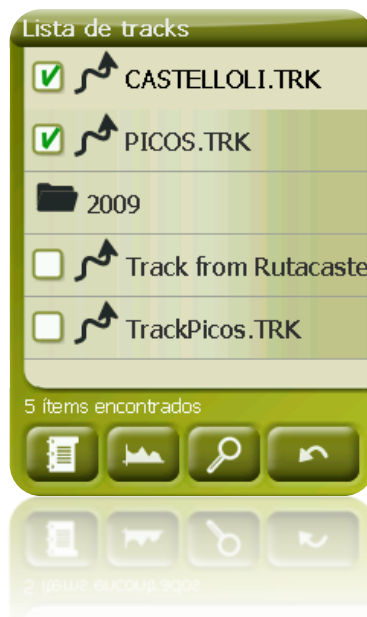 Lista de tracks
CASTELLOLI.TRK
PICOS.TRK
2009
Track from Rutacaste
TrackPicos.TRK
5 ítems encontrados